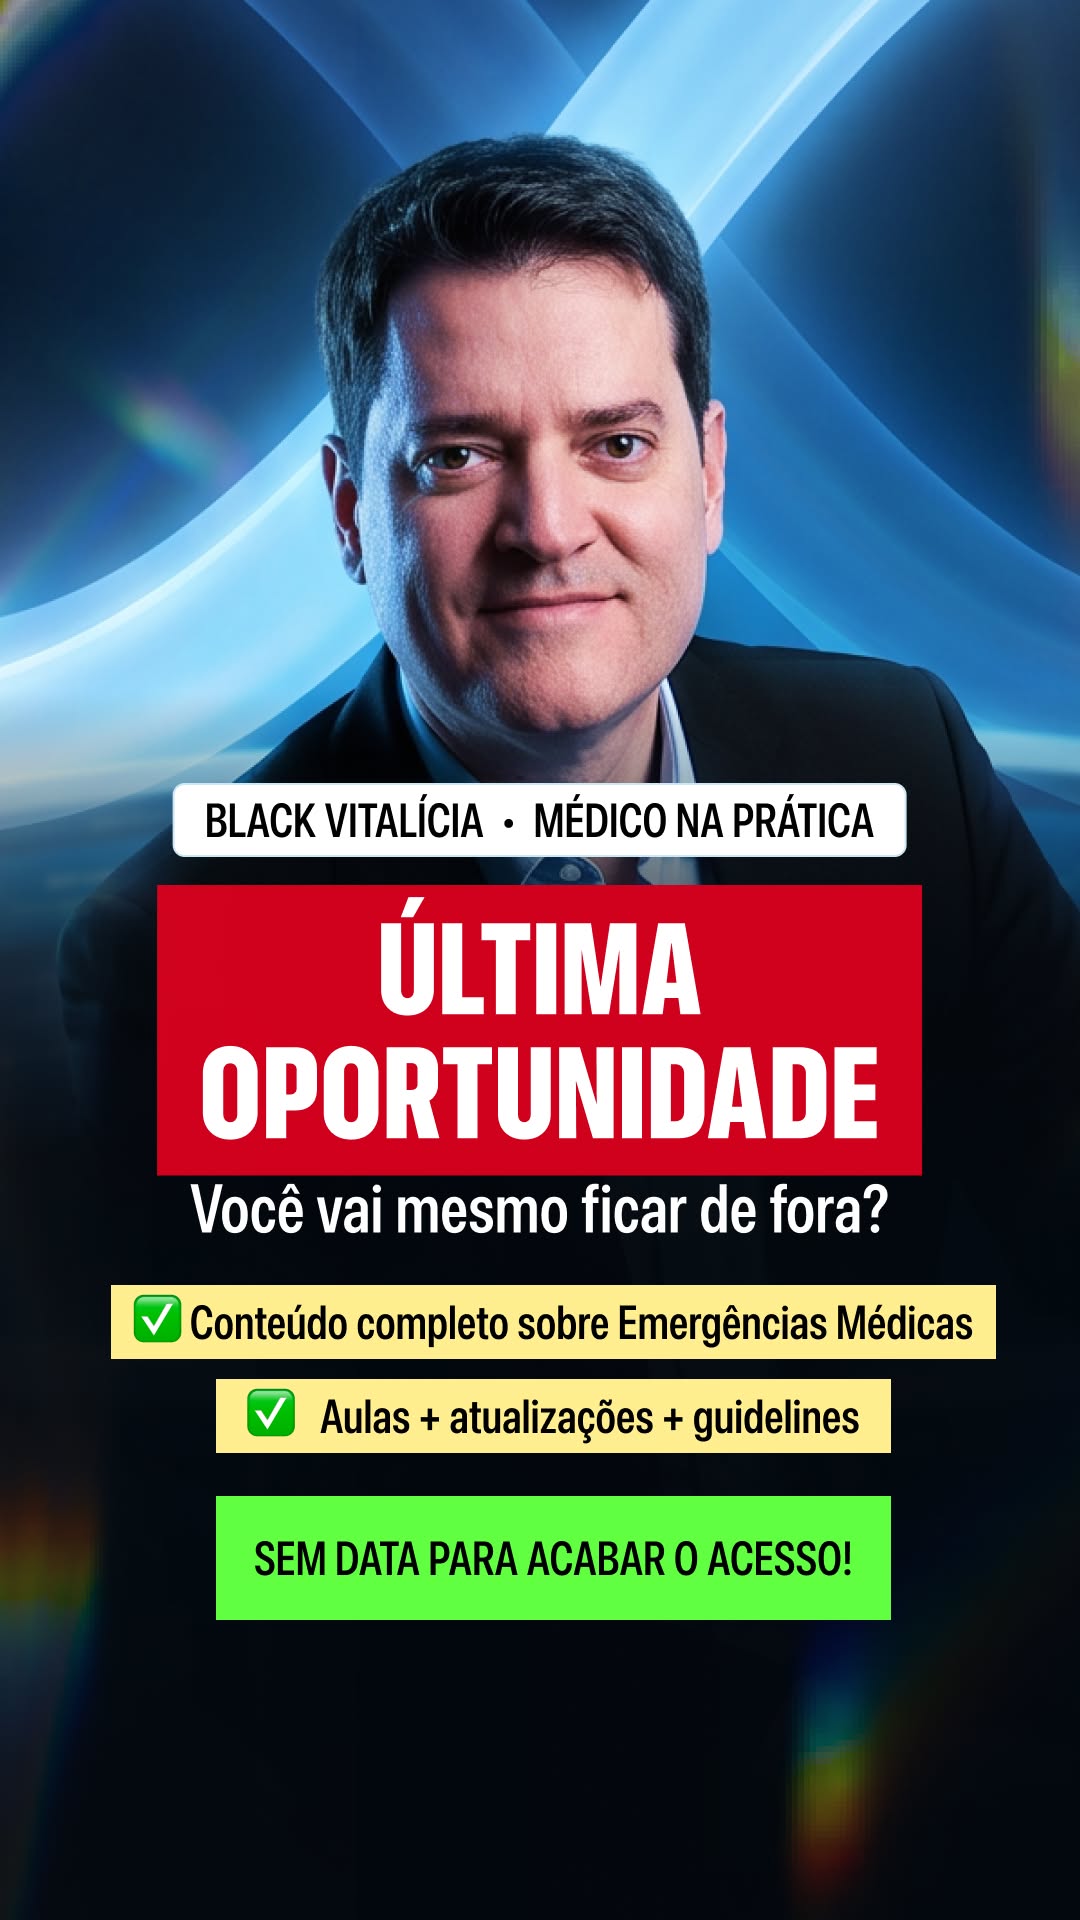 BLACK VITALÍCIA • MÉDICO NA PRÁTICA
ÚLTIMA
OPORTUNIDADE
Você vai mesmo ficar de fora?
✅ Conteúdo completo sobre Emergências Médicas
✅ Aulas + atualizações + guidelines
SEM DATA PARA ACABAR O ACESSO!